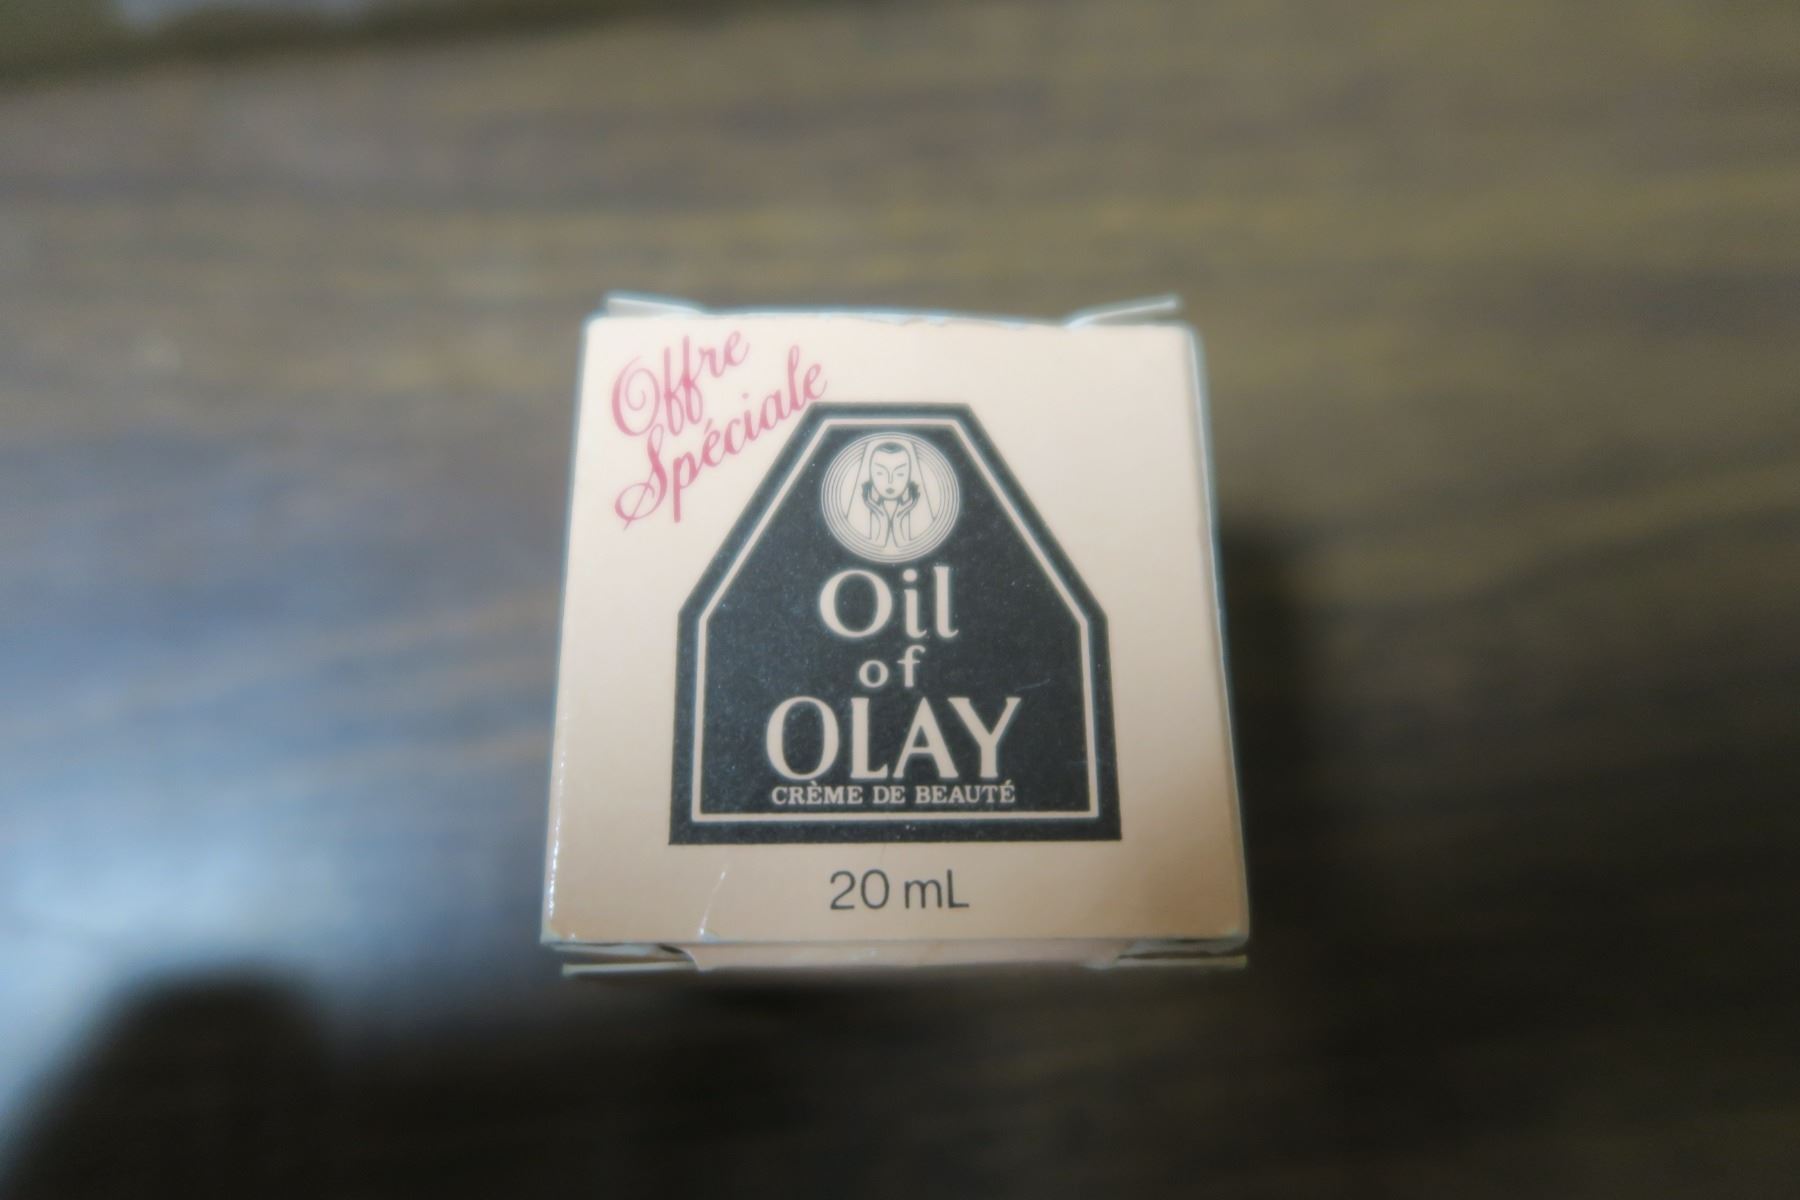 Offre
Spéciale
Oil
of
OLAY
CRÈME DE BEAUTÉ
20 mL